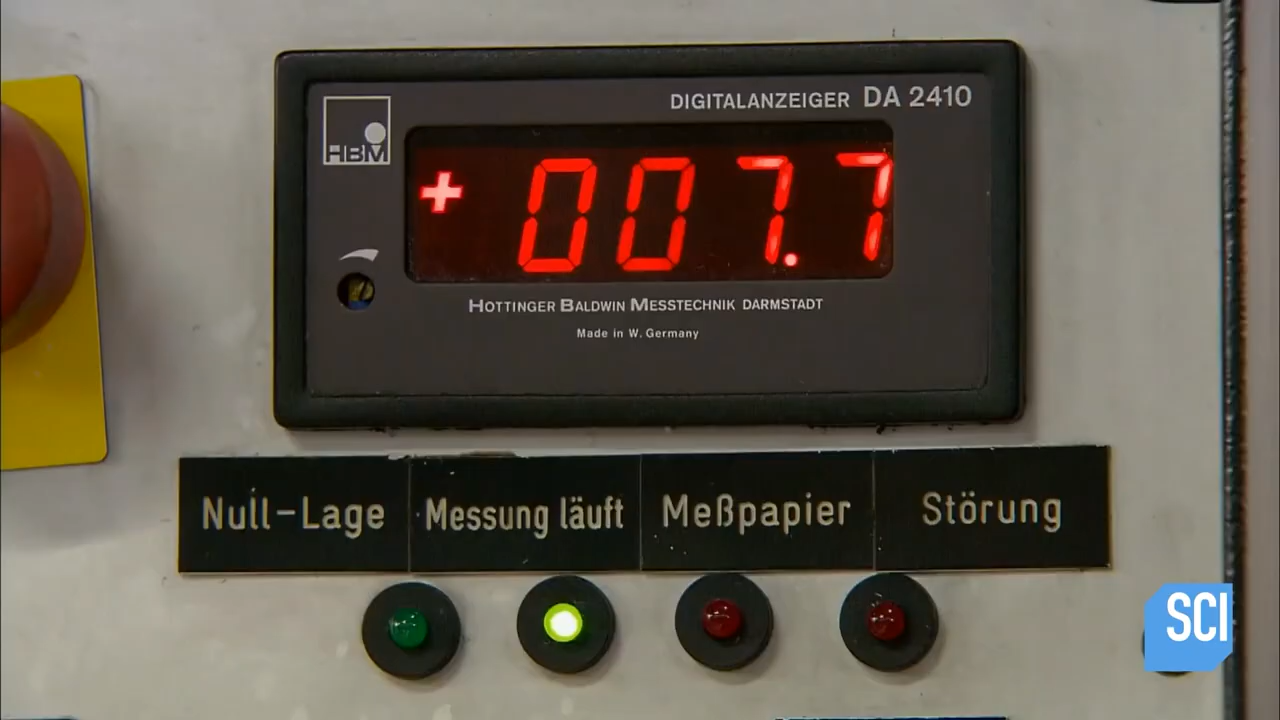 HBM
DIGITALANZEIGER DA 2410
+ 007.7
HOTTINGER BALDWIN MESSTECHNIK DARMSTADT
Made in W. Germany
Null-Lage Messung läuft Meßpapier Störung
SCI